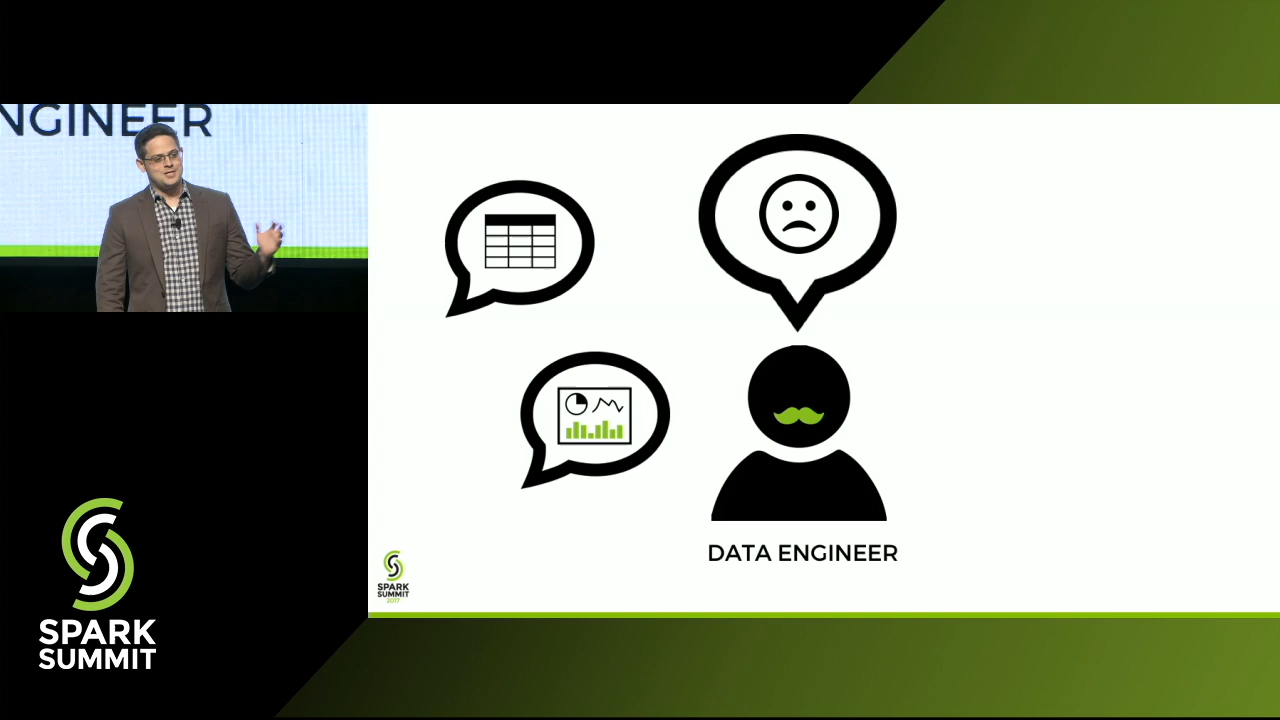 NGINEER
DATA ENGINEER
SPARK
SUMMIT
2017
SPARK
SUMMIT